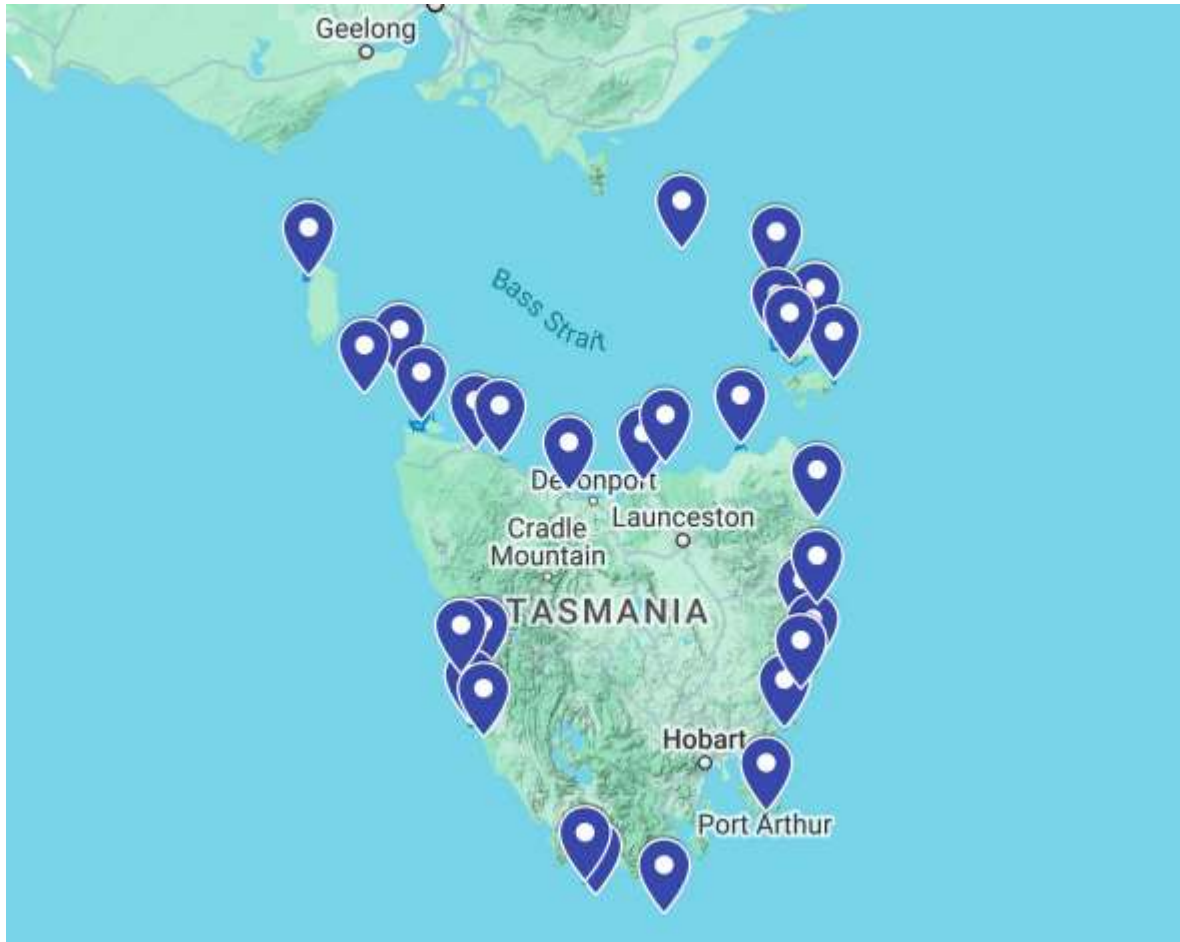 Geelong
Bass Strait
Devonport
Launceston
Cradle
Mountain
TASMANIA
Hobart
Port Arthur